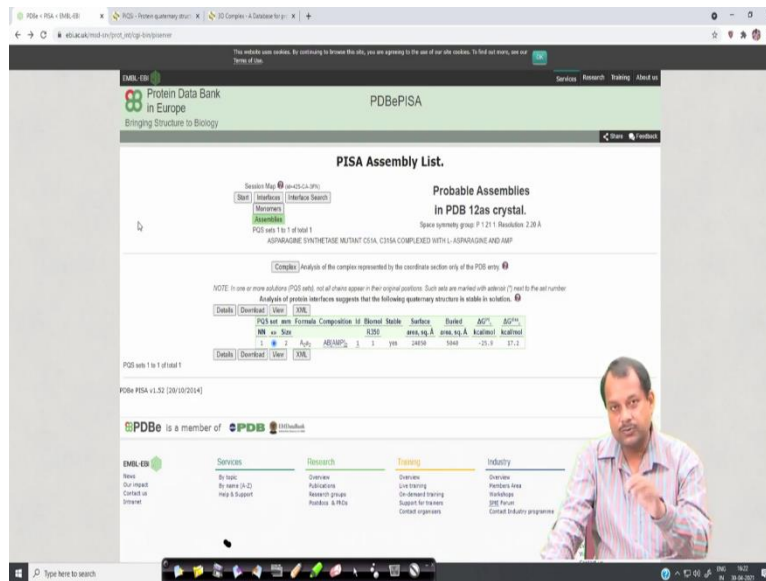 PDBe < PISA < EMBL-EBI
PQS - Protein quaternary struc
3D Complex - A Database for pr
ebi.ac.uk/msd-srv/prot_int/cgi-bin/piserver
This website uses cookies. By continuing to browse this site, you are agreeing to the use of our site cookies. To find out more, see our
Terms of Use.
OK
EMBL-EBI
Services Research Training About us
Protein Data Bank
in Europe
Bringing Structure to Biology
PDBePISA
Share Feedback
PISA Assembly List.
Session Map
Start Interfaces Interface Search
Monomers
Assemblies
PQS sets 1 to 1 of total 1
Probable Assemblies
in PDB 12as crystal.
Space symmetry group: P 1 21 1. Resolution: 2.20 Å
ASPARAGINE SYNTHETASE MUTANT C51A, C315A COMPLEXED WITH L- ASPARAGINE AND AMP
Complex Analysis of the complex represented by the coordinate section only of the PDB entry.
NOTE: In one or more solutions (PQS sets), not all chains appear in their original positions. Such sets are marked with asterisk (*) next to the set number
Analysis of protein interfaces suggests that the following quaternary structure is stable in solution.
Details Download View XML
PQS set mm Formula Composition Id Biomol Stable Surface Buried ΔG
NN Size R350 area, sq. Å area, sq. Å kcal/mol kcal/mol
1 2 1 1 yes
Details Download View XML
PQS sets 1 to 1 of total 1
PDBe PISA v1.52 [20/10/2014]
PDBe is a member of PDB EMDataBank
EMBL-EBI
News
Our impact
Contact us
Intranet
Services
By topic
By name (A-Z)
Help & Support
Research
Overview
Publications
Research groups
Postdocs & PhDs
Training
Overview
Live training
On-demand training
Support for trainers
Contact organisers
Industry
Overview
Members Area
Workshops
SME Forum
Contact Industry programme
Type here to search
ENG
IN
16:22
30-04-2021